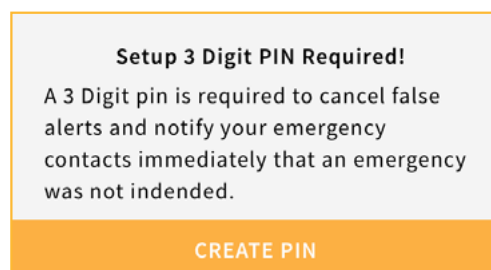 Setup 3 Digit PIN Required!
A 3 Digit pin is required to cancel false
alerts and notify your emergency
contacts immediately that an emergency
was not indended.
CREATE PIN